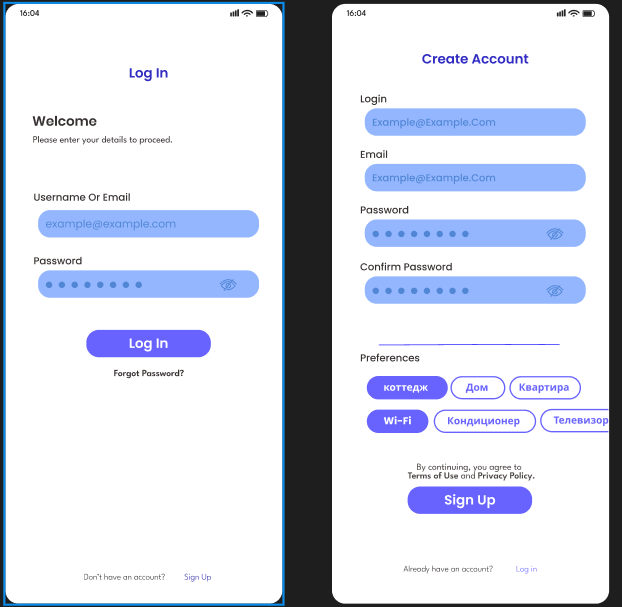 16:04
Log In
Welcome
Please enter your details to proceed.
Username Or Email
example@example.com
Password
Log In
Forgot Password?
Don't have an account? Sign Up
16:04
Create Account
Login
Example@Example.Com
Email
Example@Example.Com
Password
Confirm Password
Preferences
коттедж Дом Квартира
Wi-Fi Кондиционер Телевизор
By continuing, you agree to
Terms of Use and Privacy Policy.
Sign Up
Already have an account? Log in